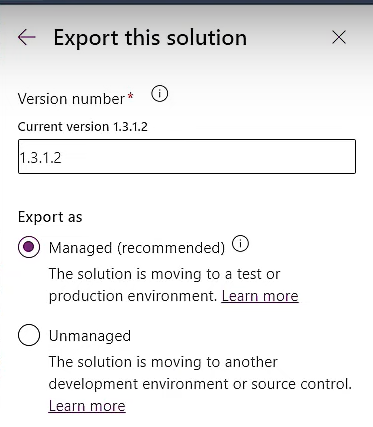 Export this solution
Version number*
Current version 1.3.1.2
1.3.1.2
Export as
Managed (recommended)
The solution is moving to a test or
production environment. Learn more
Unmanaged
The solution is moving to another
development environment or source control.
Learn more